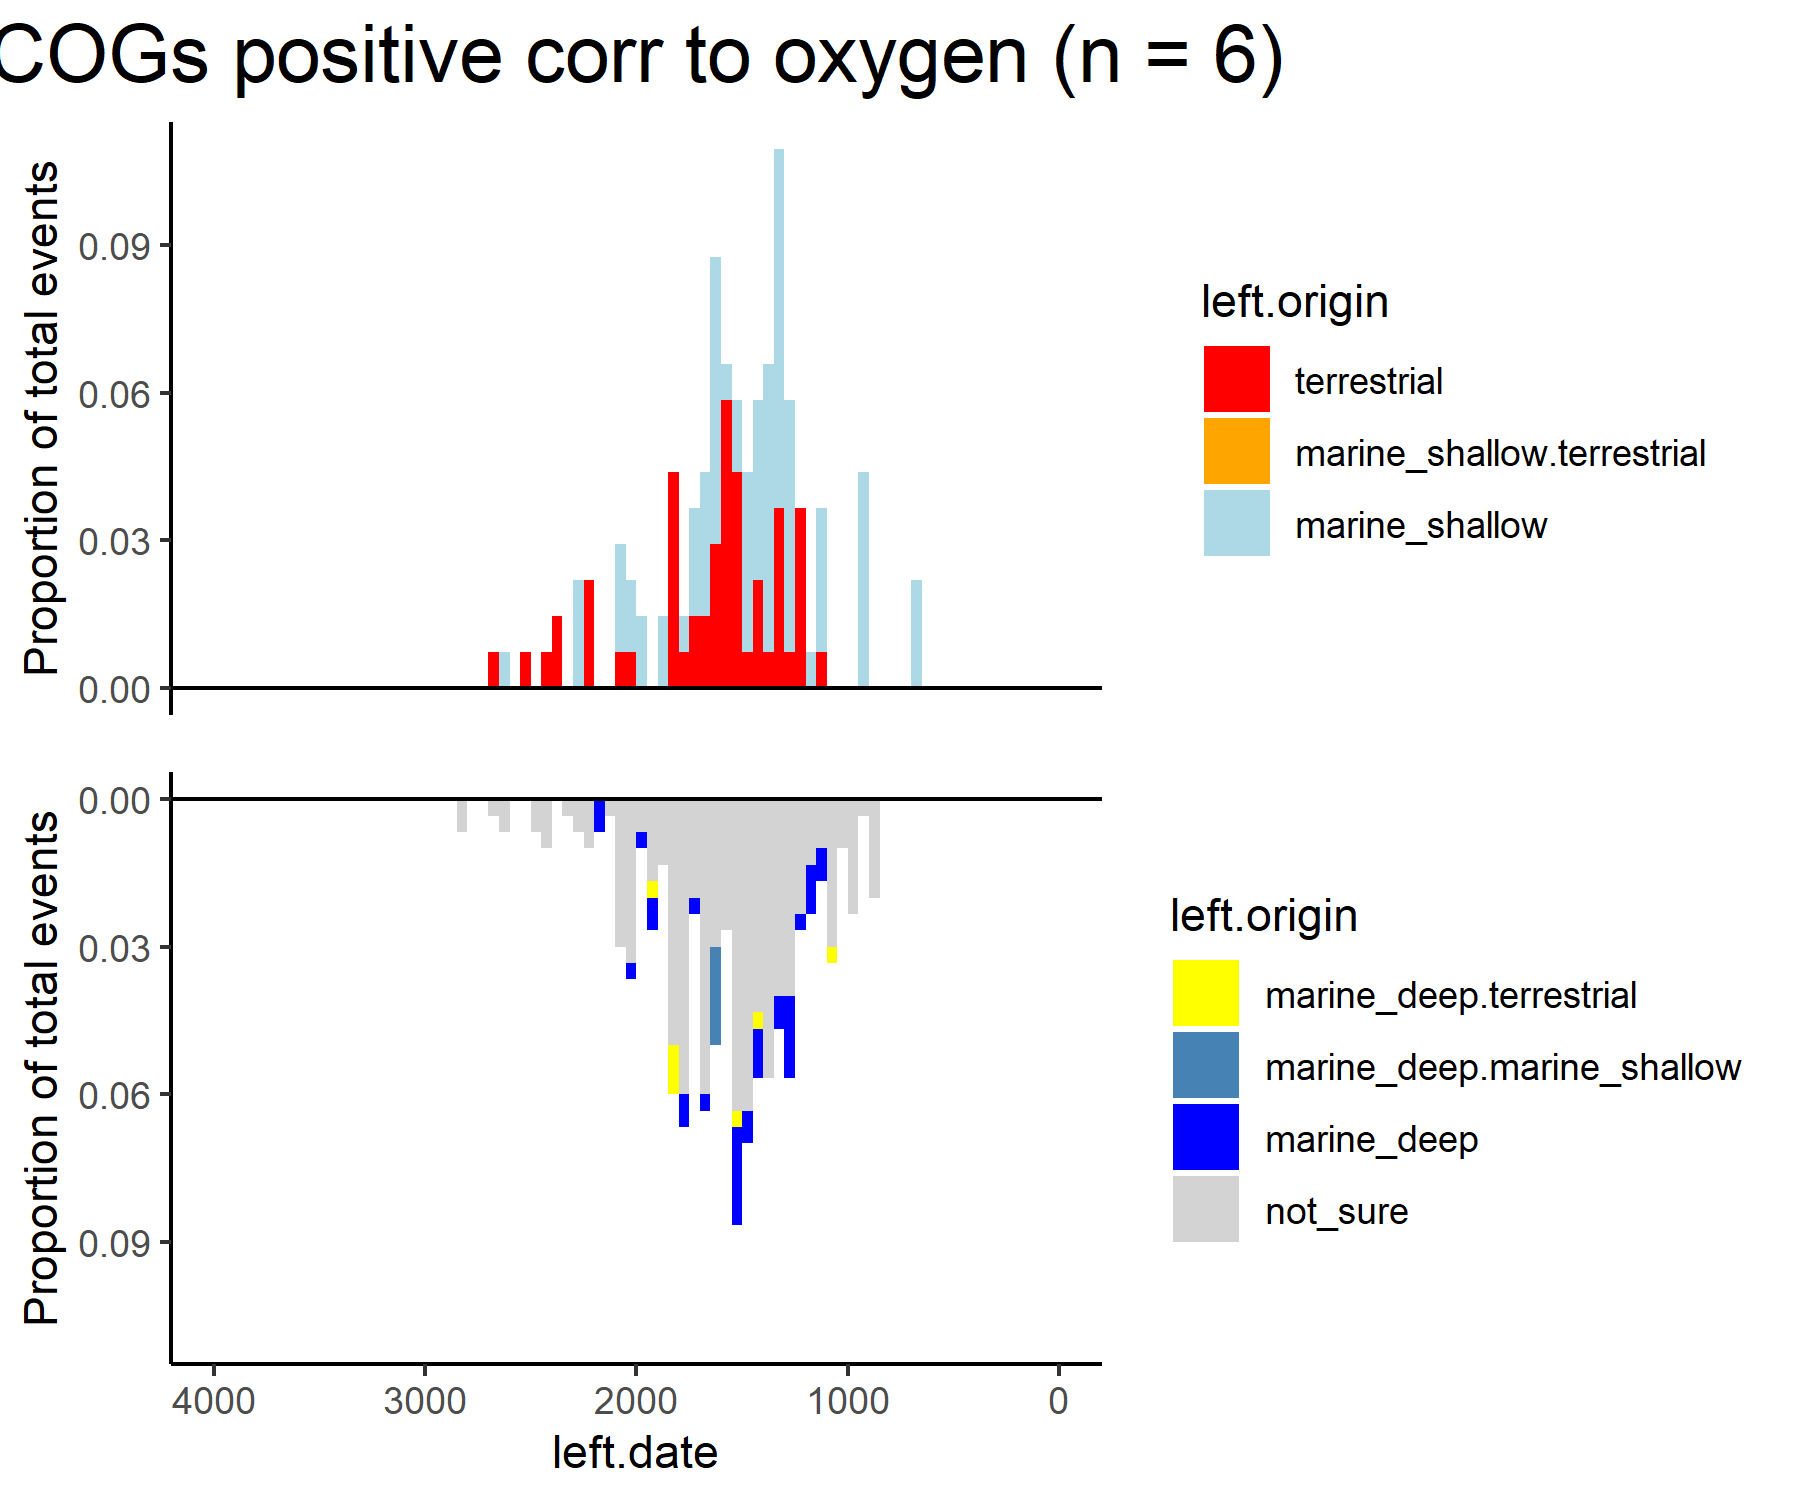 COGs positive corr to oxygen (n = 6)
Proportion of total events
0.09
0.06
0.03
0.00
left.origin
terrestrial
marine_shallow.terrestrial
marine_shallow
Proportion of total events
0.00
0.03
0.06
0.09
left.origin
marine_deep.terrestrial
marine_deep.marine_shallow
marine_deep
not_sure
4000 3000 2000 1000 0
left.date